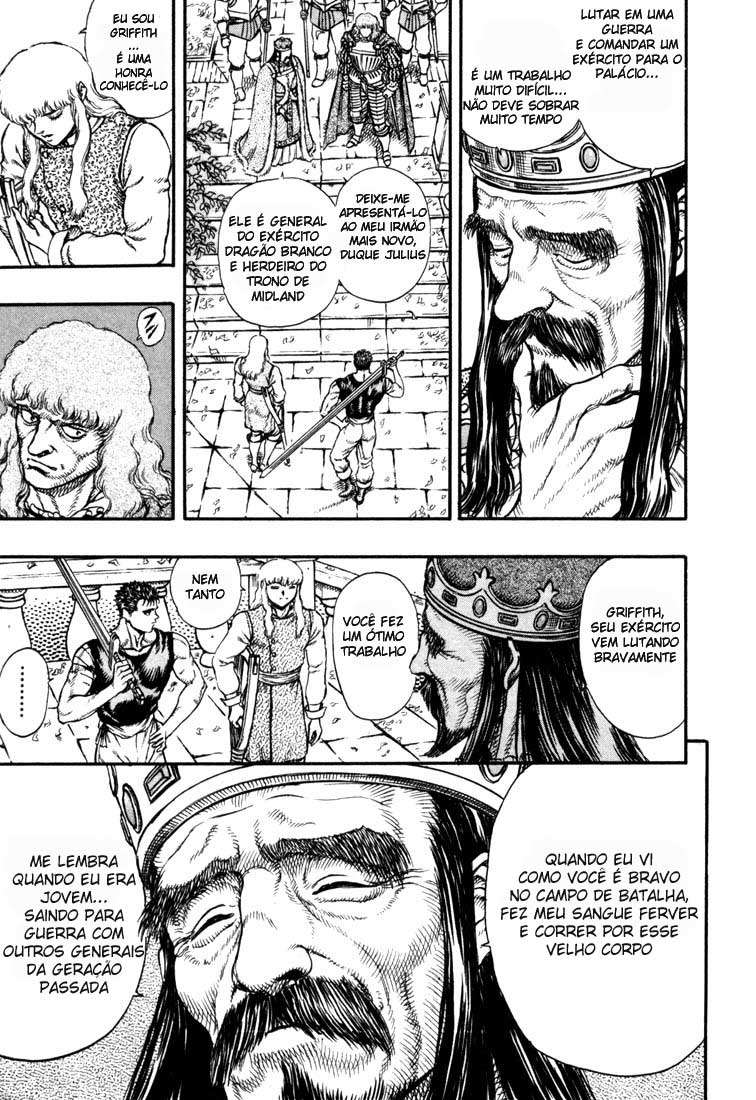 LUTAR EM UMA
GUERRA
E COMANDAR UM
EXÉRCITO PARA O
PALÁCIO...
É UM TRABALHO
MUITO DIFÍCIL...
NÃO DEVE SOBRAR
MUITO TEMPO
DEIXE-ME
APRESENTÁ-LO
AO MEU IRMÃO
MAIS NOVO,
DUQUE JULIUS
ELE É GENERAL
DO EXÉRCITO
DRAGÃO BRANCO
E HERDEIRO DO
TRONO DE
MIDLAND
EU SOU
GRIFFITH
...
É UMA
HONRA
CONHECÊ-LO
GRIFFITH,
SEU EXÉRCITO
VEM LUTANDO
BRAVAMENTE
VOCÊ FEZ
UM ÓTIMO
TRABALHO
NEM
TANTO
........
QUANDO EU VI
COMO VOCÊ É BRAVO
NO CAMPO DE BATALHA,
FEZ MEU SANGUE FERVER
E CORRER POR ESSE
VELHO CORPO
ME LEMBRA
QUANDO EU ERA
JOVEM...
SAINDO PARA
GUERRA COM
OUTROS GENERAIS
DA GERAÇÃO
PASSADA